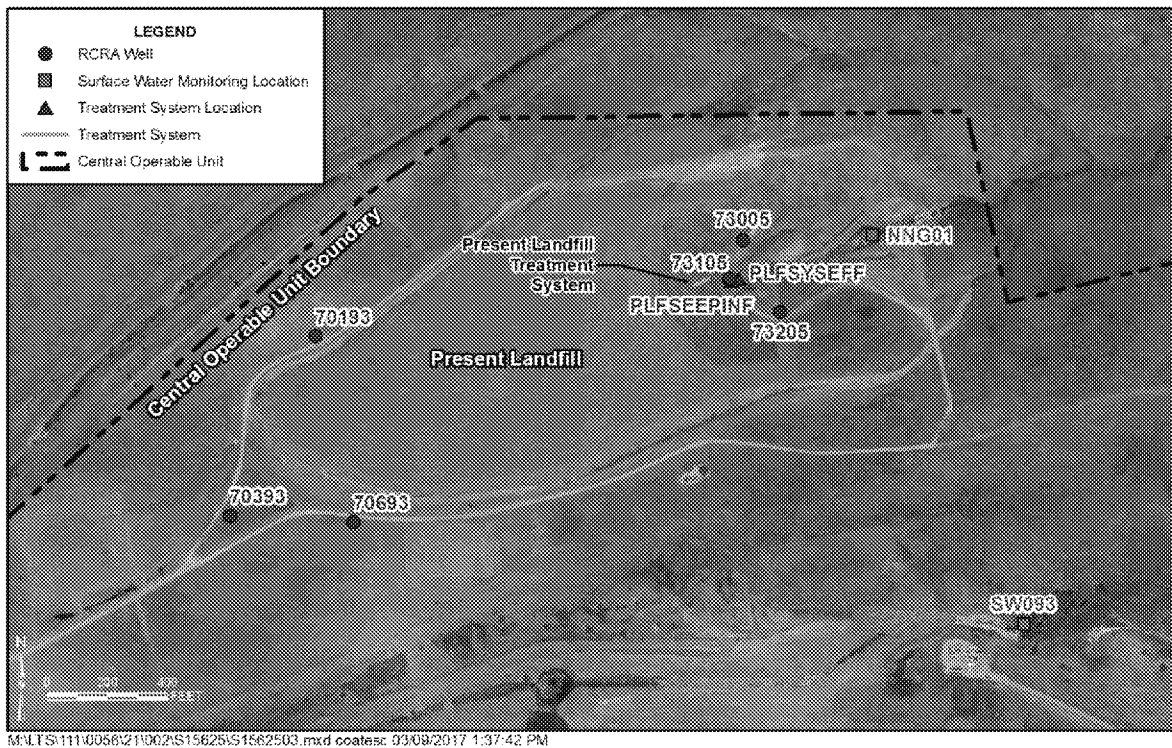 LEGEND
RCRA Well
Surface Water Monitoring Location
Treatment System Location
Treatment System
Central Operable Unit
Central Operable Unit Boundary
73005
NNG01
Present Landfill
Treatment
System
73105
PLFSYSEFF
PLFSEEPINF
73205
70193
Present Landfill
70393
70693
SW093
N
0 200 400
FEET
M:\LTS\111\0056\21\002\S15625\S1562503.mxd coatesc 03/09/2017 1:37:42 PM